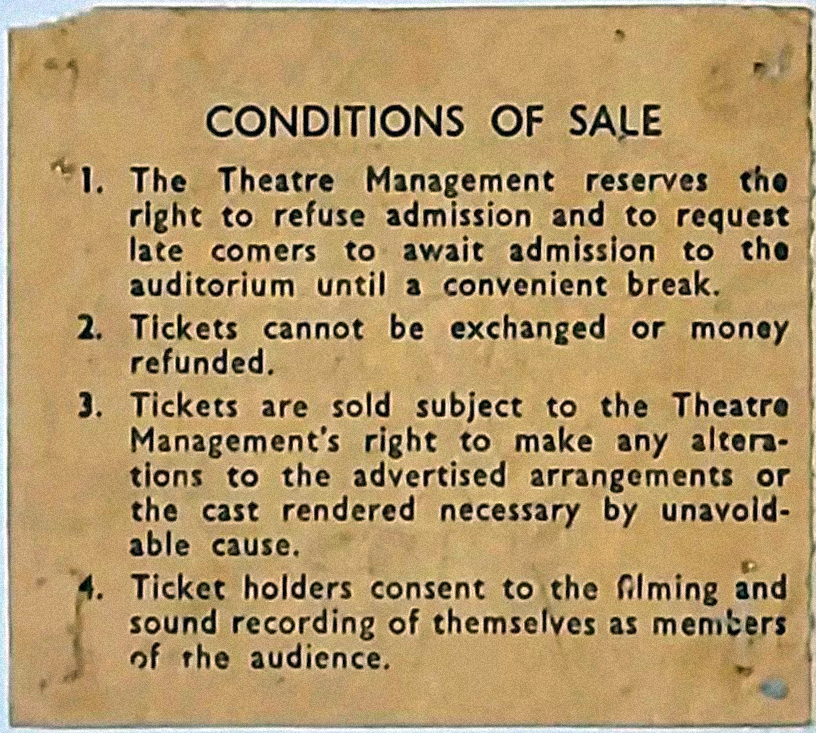 CONDITIONS OF SALE
1. The Theatre Management reserves the
right to refuse admission and to request
late comers to await admission to the
auditorium until a convenient break.
2. Tickets cannot be exchanged or money
refunded.
3. Tickets are sold subject to the Theatre
Management's right to make any altera-
tions to the advertised arrangements or
the cast rendered necessary by unavoid-
able cause.
4. Ticket holders consent to the filming and
sound recording of themselves as members
of the audience.